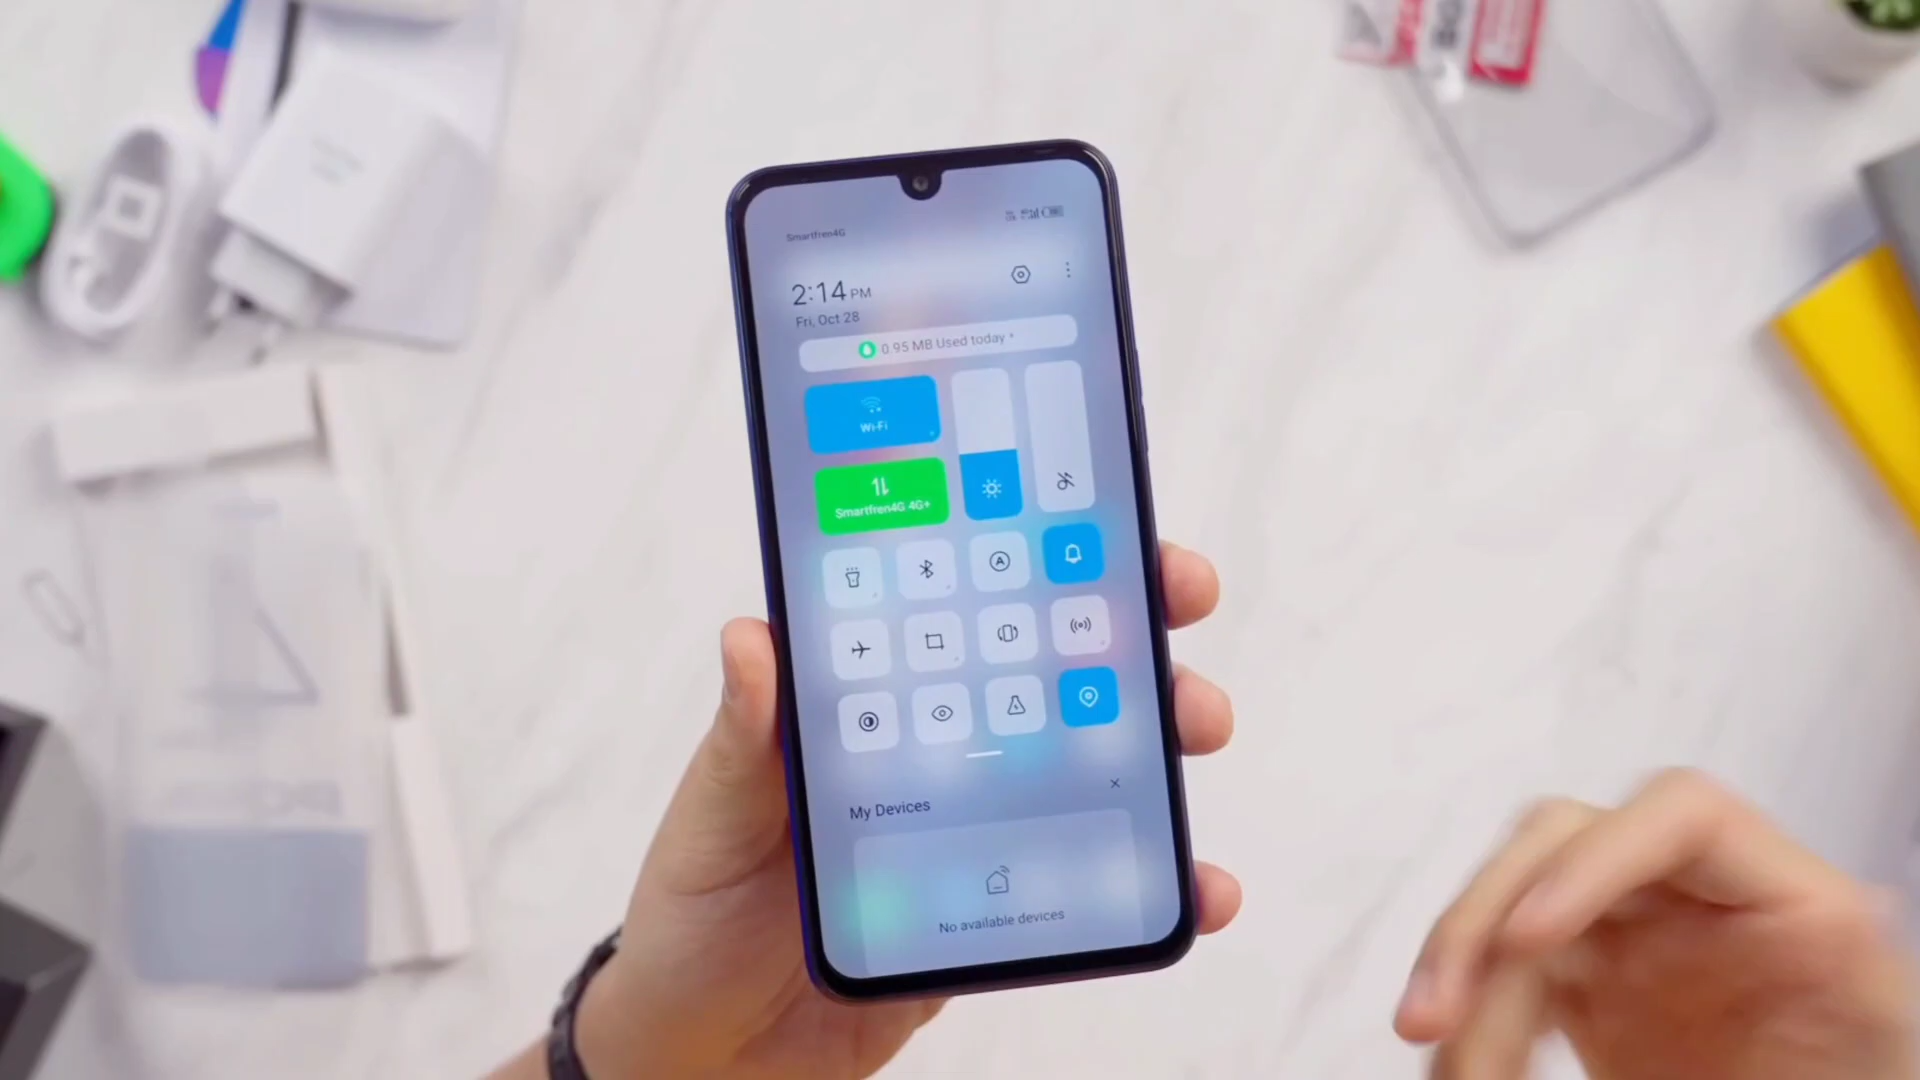 Smartfren4G
2:14 PM
Fri, Oct 28
0.95 MB Used today
Wi-Fi
Smartfren4G 4G+
My Devices
No available devices